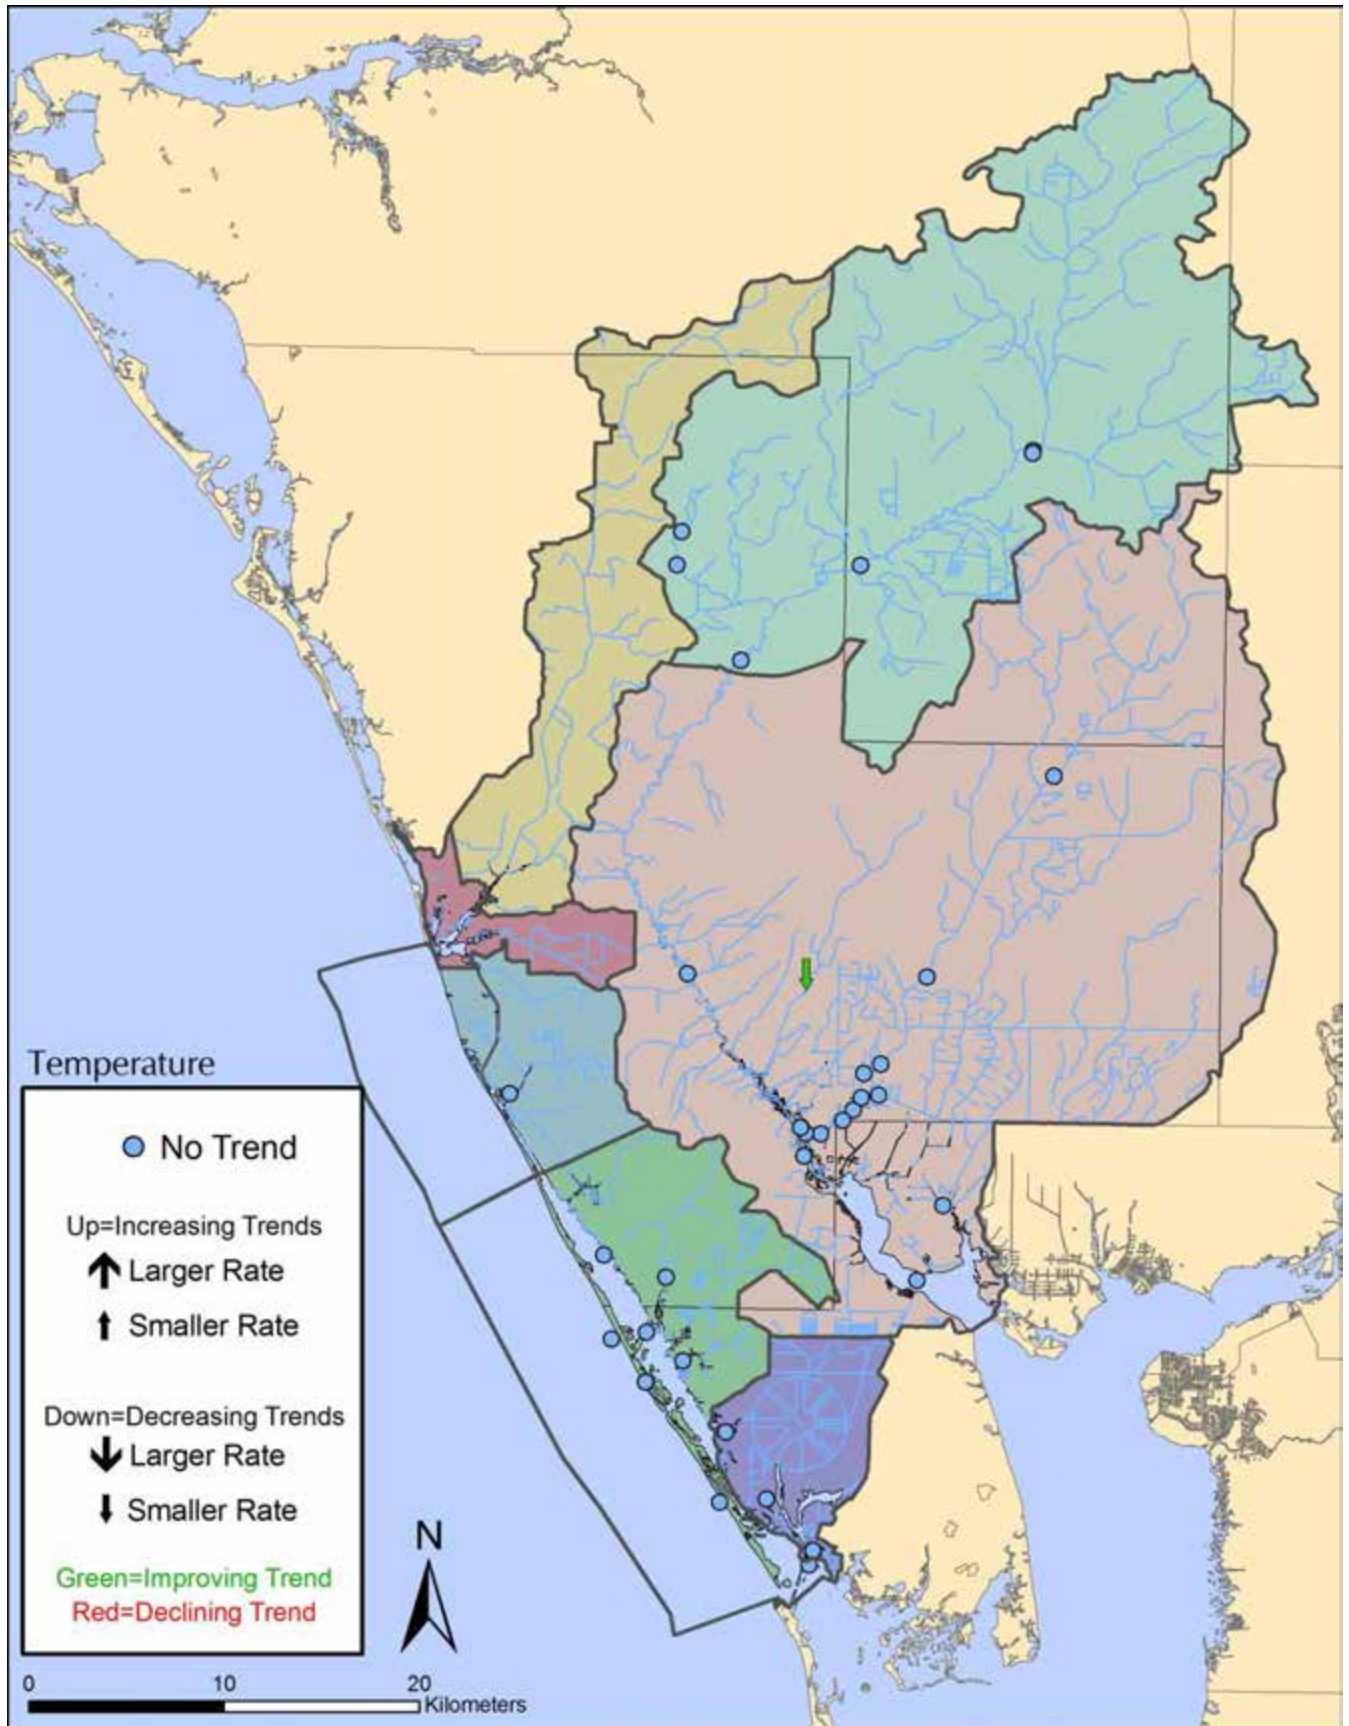 Temperature
No Trend
Up=Increasing Trends
Larger Rate
Smaller Rate
Down=Decreasing Trends
Larger Rate
Smaller Rate
Green=Improving Trend
Red=Declining Trend
N
0 10 20
Kilometers